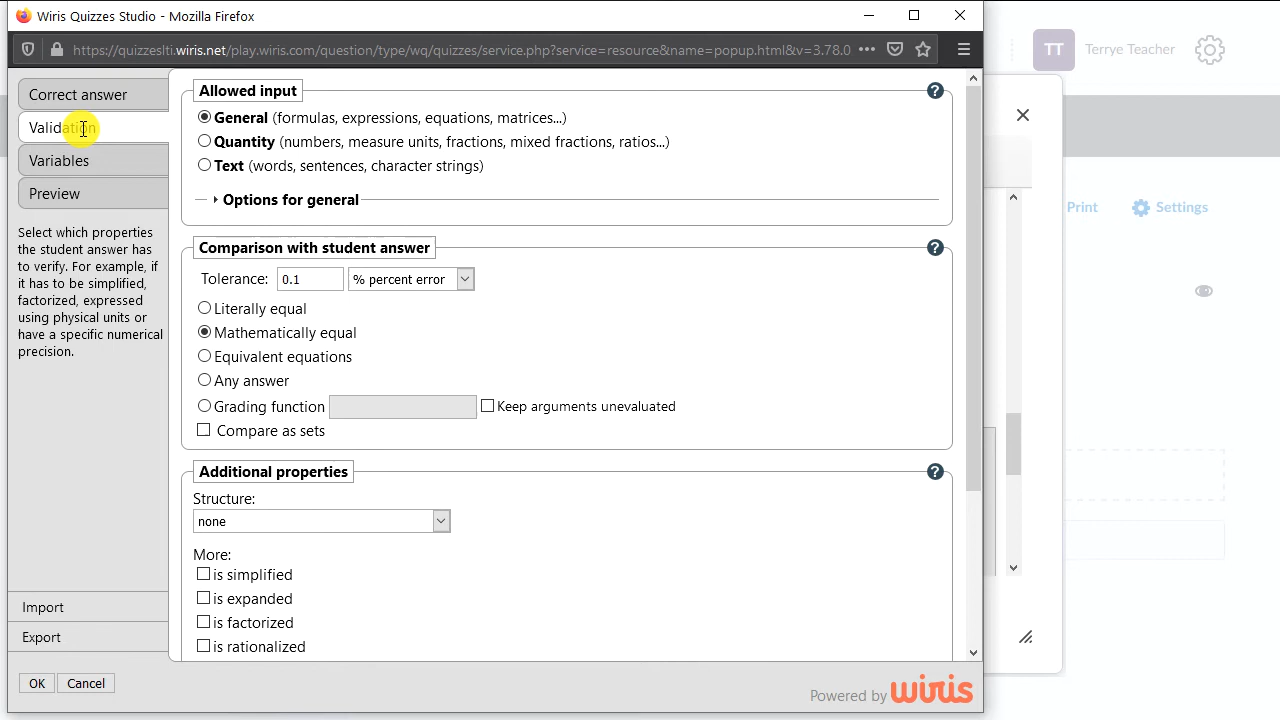 Wiris Quizzes Studio - Mozilla Firefox
https://quizzeslti.wiris.net/play.wiris.com/question/type/wq/quizzes/service.php?service=resource&name=popup.html&v=3.78.0
TT Terrye Teacher
Correct answer
Validation
Variables
Preview
Select which properties
the student answer has
to verify. For example, if
it has to be simplified,
factorized, expressed
using physical units or
have a specific numerical
precision.
Import
Export
OK
Cancel
Allowed input
?
General (formulas, expressions, equations, matrices...)
Quantity (numbers, measure units, fractions, mixed fractions, ratios...)
Text (words, sentences, character strings)
Options for general
Comparison with student answer
?
Tolerance: 0.1 % percent error
Literally equal
Mathematically equal
Equivalent equations
Any answer
Grading function Keep arguments unevaluated
Compare as sets
Additional properties
?
Structure:
none
More:
is simplified
is expanded
is factorized
is rationalized
Powered by wiris
Print
Settings